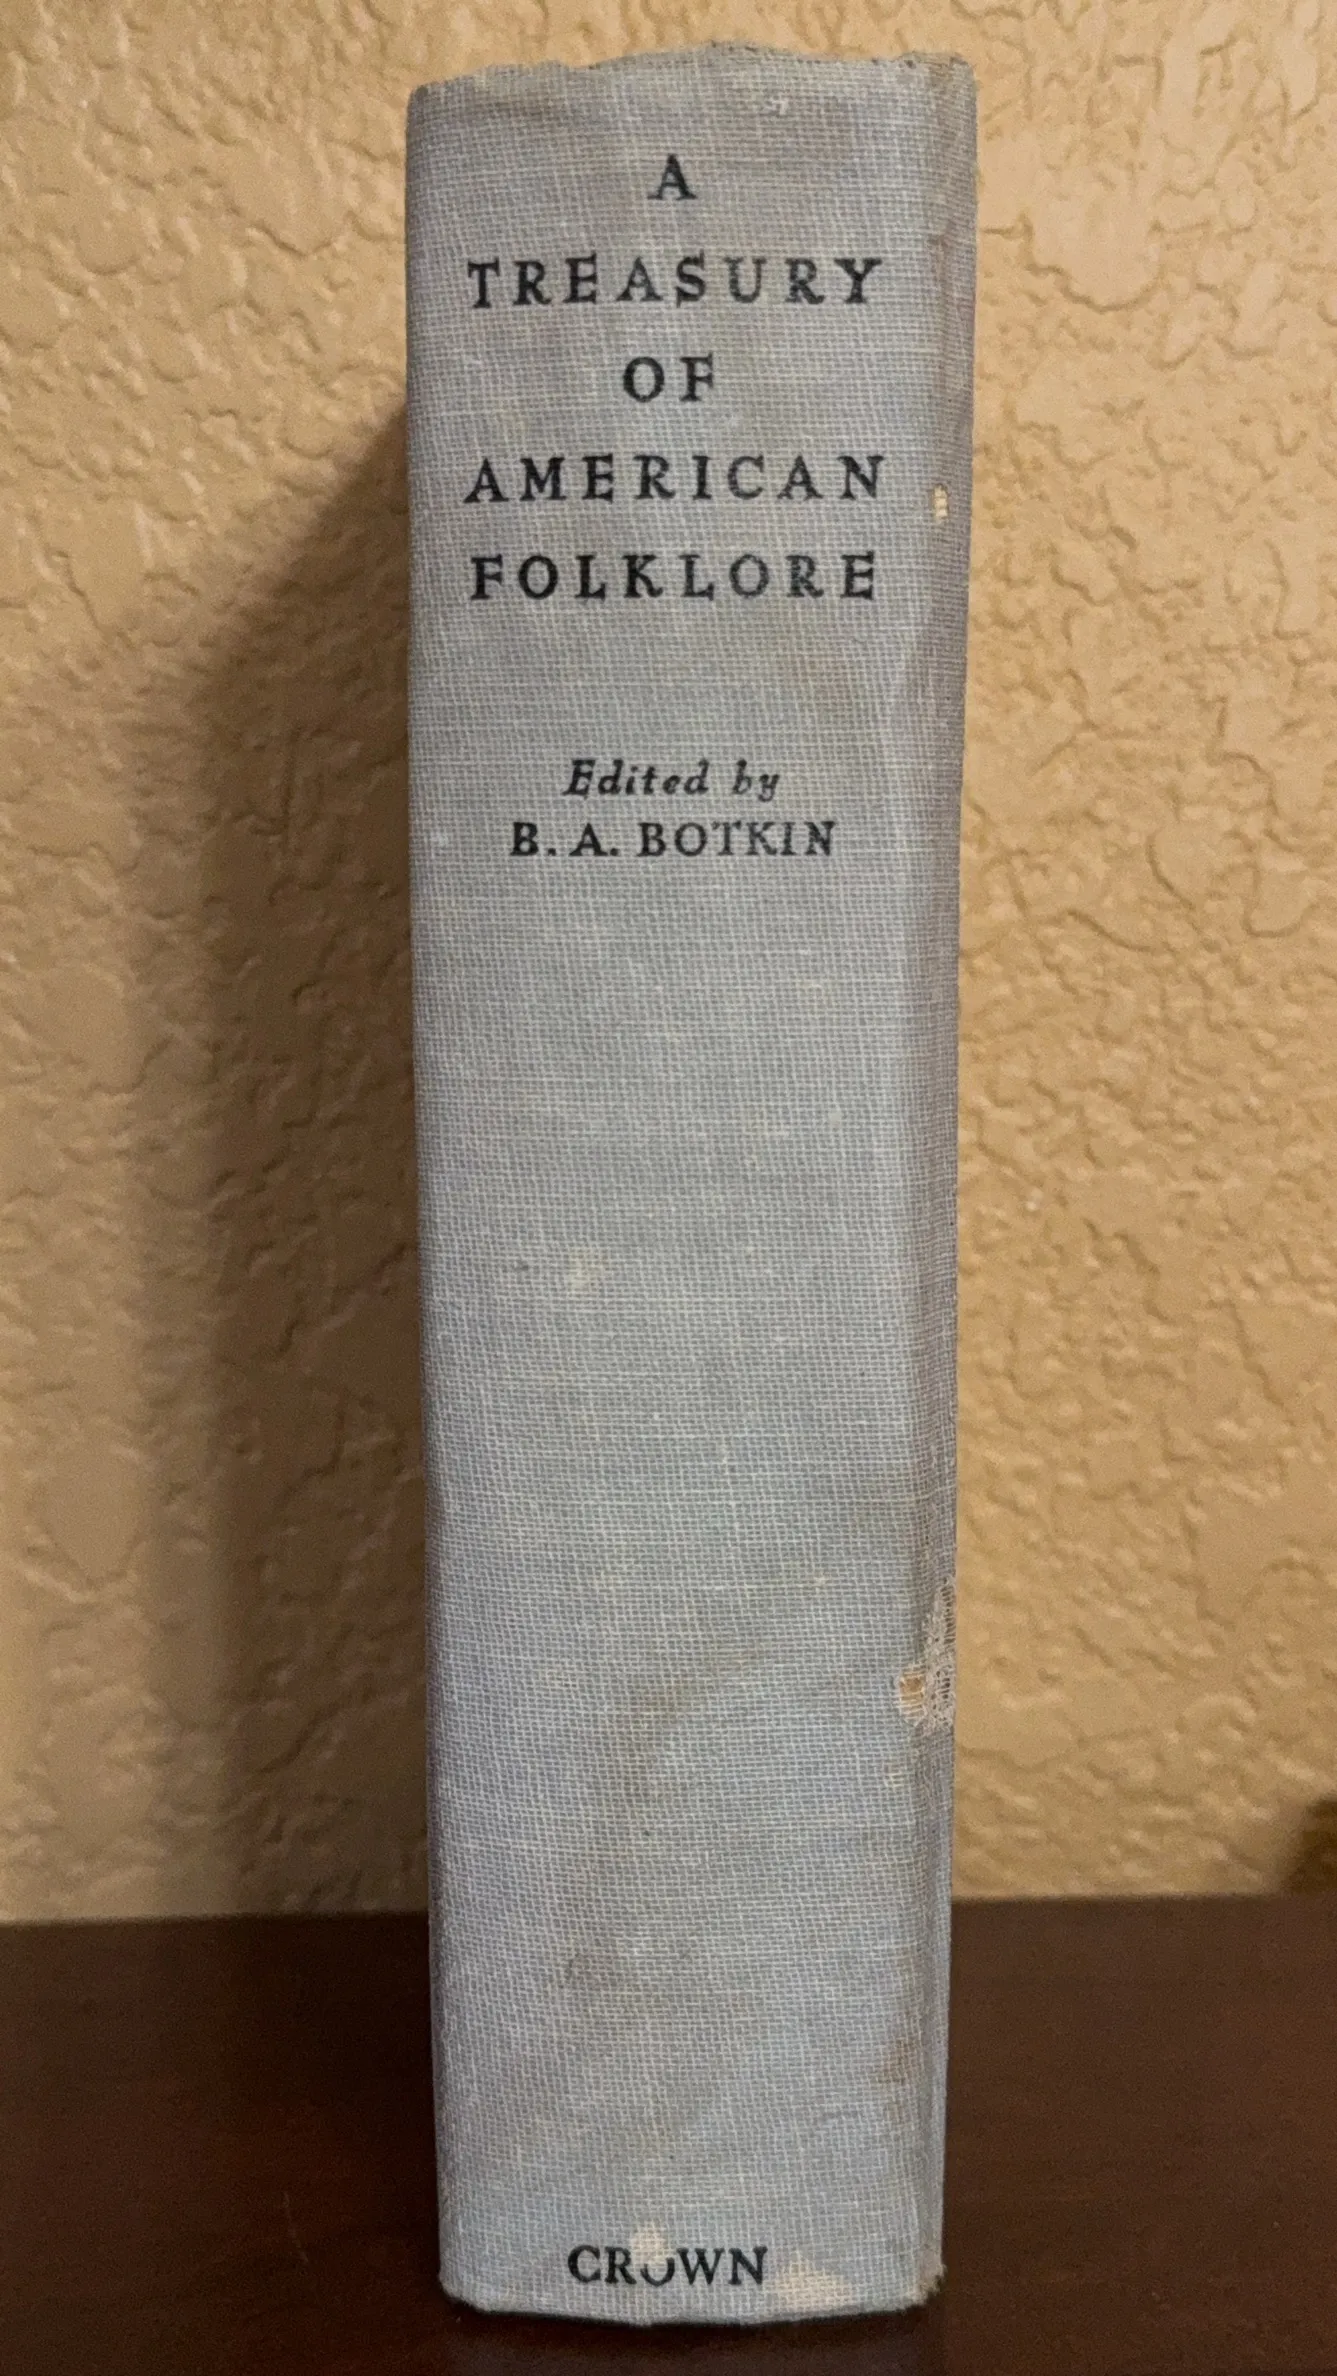 A
TREASURY
OF
AMERICAN
FOLKLORE
Edited by
B. A. BOTKIN
CROWN